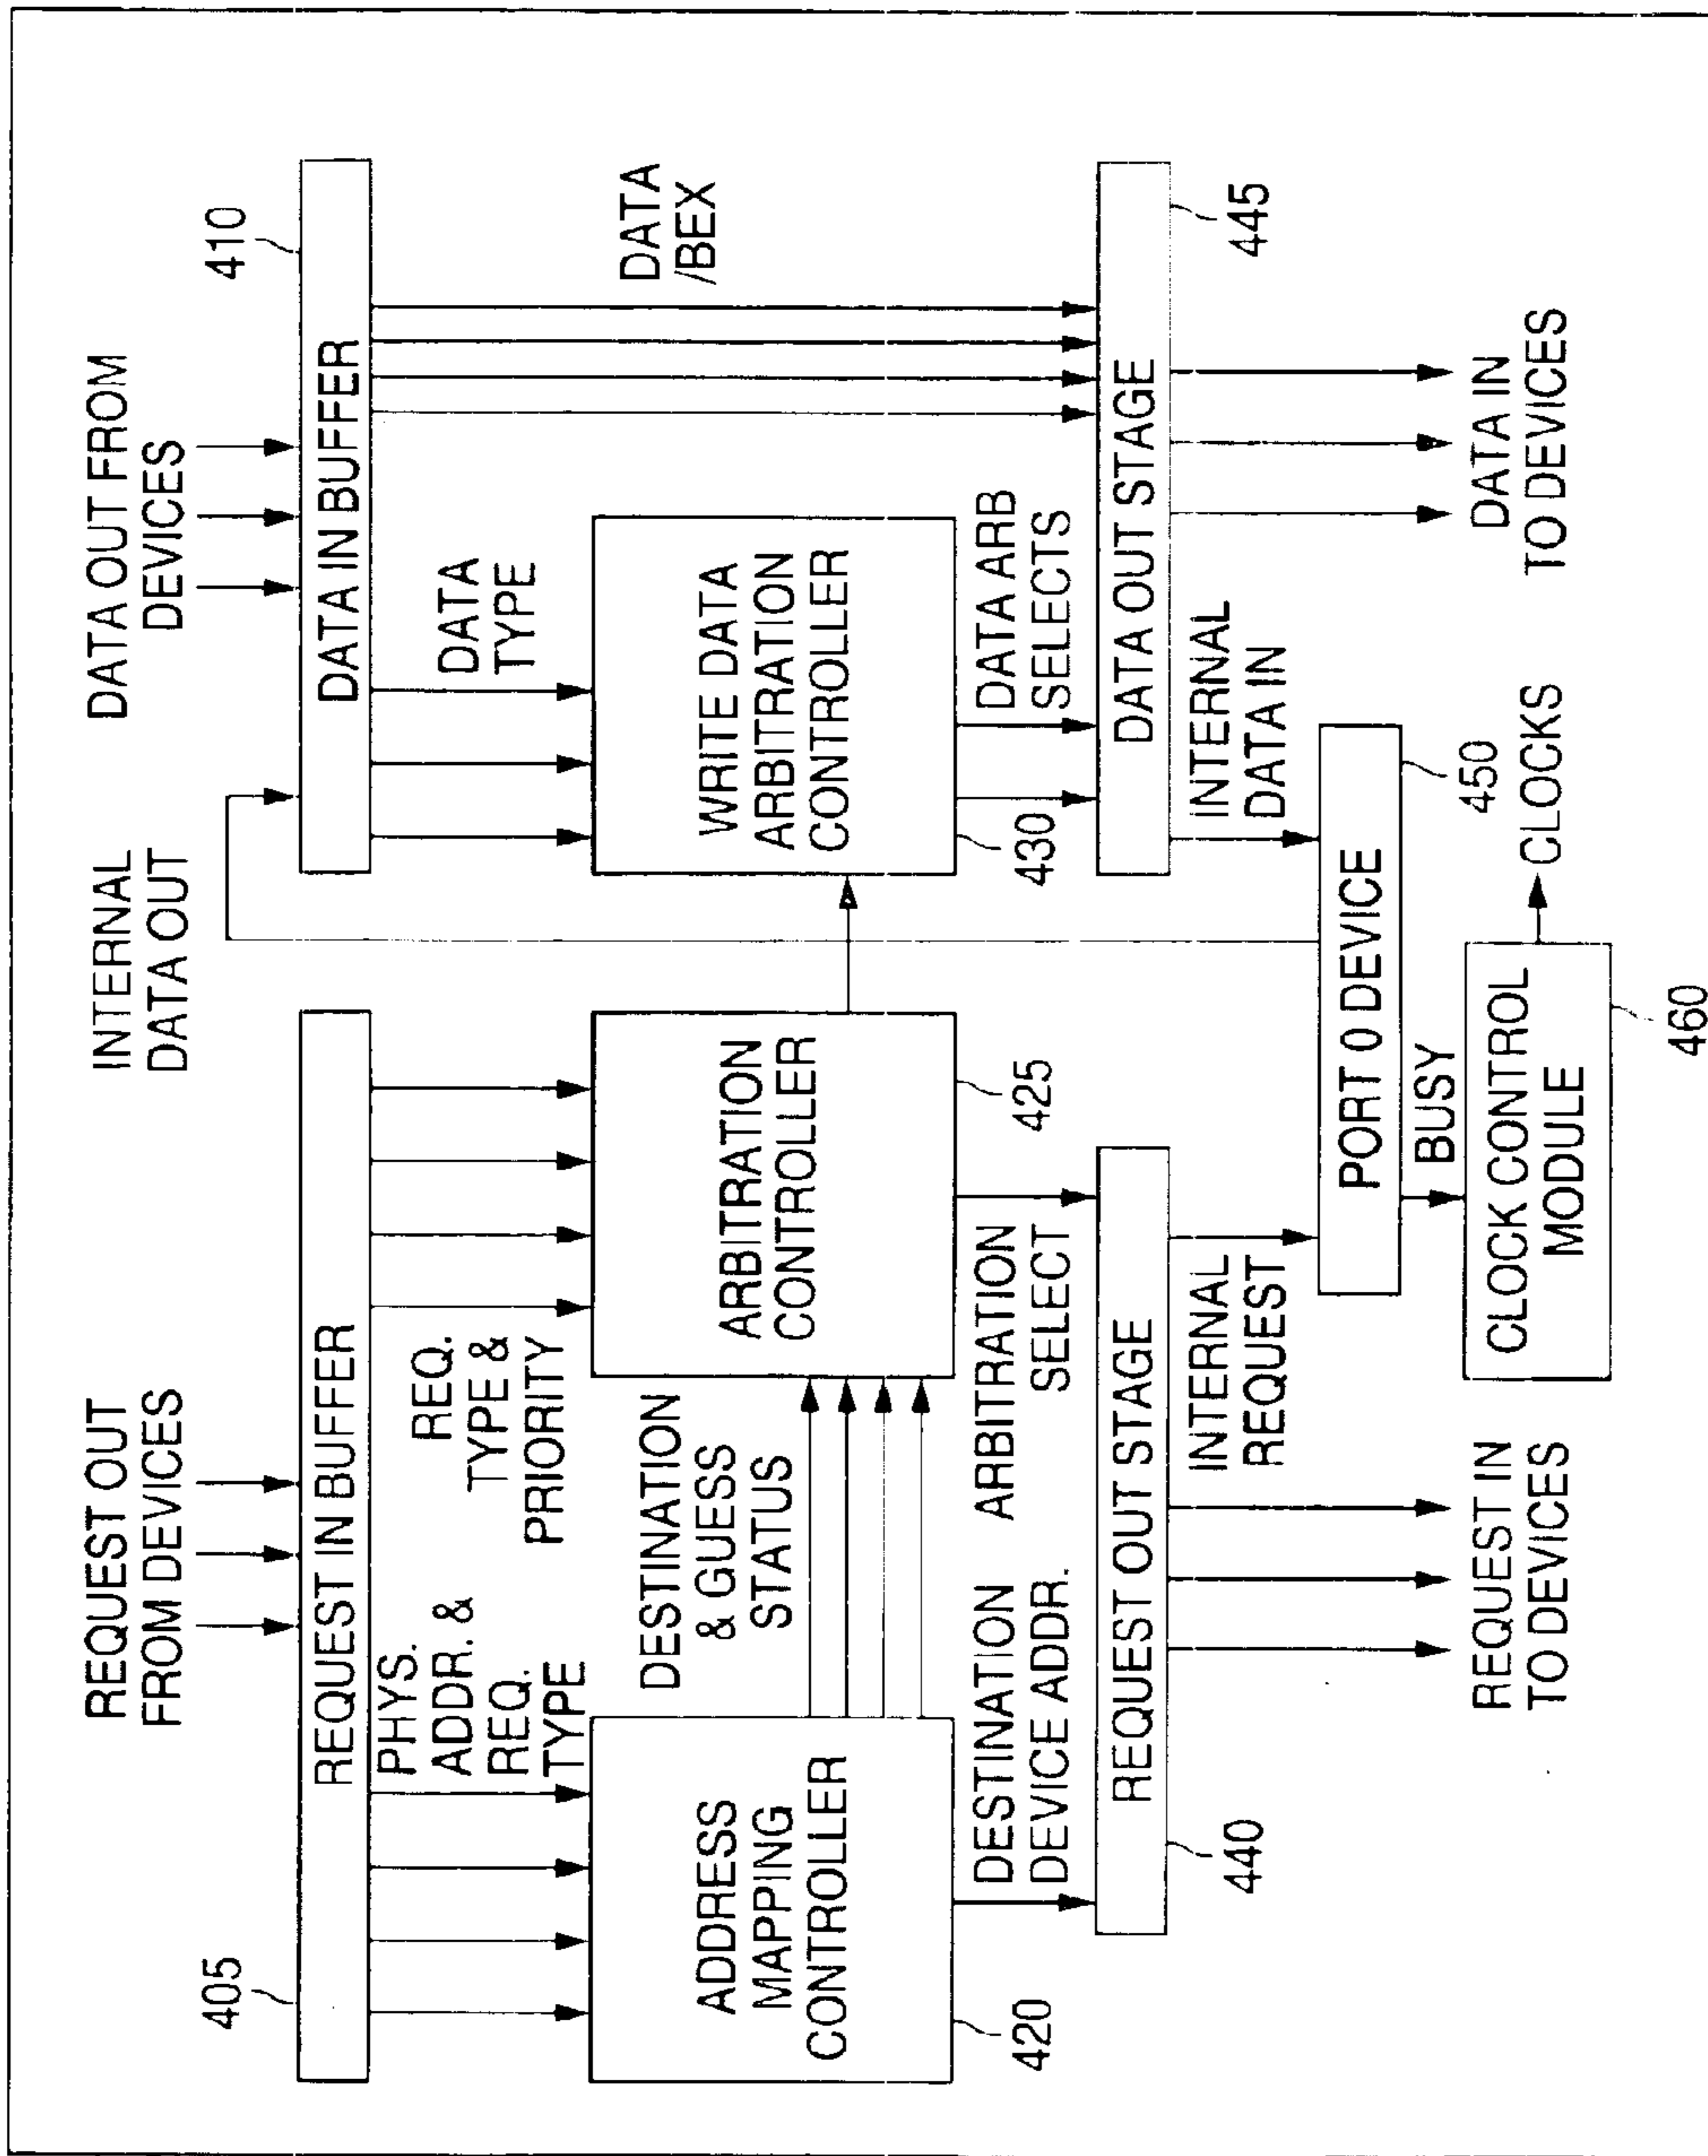 REQUEST OUT
FROM DEVICES
405
REQUEST IN BUFFER
PHYS.
ADDR. &
REQ.
TYPE
REQ.
TYPE &
PRIORITY
ADDRESS
MAPPING
CONTROLLER
420
DESTINATION
& GUESS
STATUS
ARBITRATION
CONTROLLER
425
DESTINATION
DEVICE ADDR.
ARBITRATION
SELECT
REQUEST OUT STAGE
440
INTERNAL
REQUEST
REQUEST IN
TO DEVICES
INTERNAL
DATA OUT
DATA OUT FROM
DEVICES
410
DATA IN BUFFER
DATA
TYPE
DATA
/BEX
WRITE DATA
ARBITRATION
CONTROLLER
430
DATA ARB
SELECTS
DATA OUT STAGE
445
INTERNAL
DATA IN
DATA IN
TO DEVICES
PORT 0 DEVICE
450
BUSY
CLOCK CONTROL
MODULE
460
CLOCKS